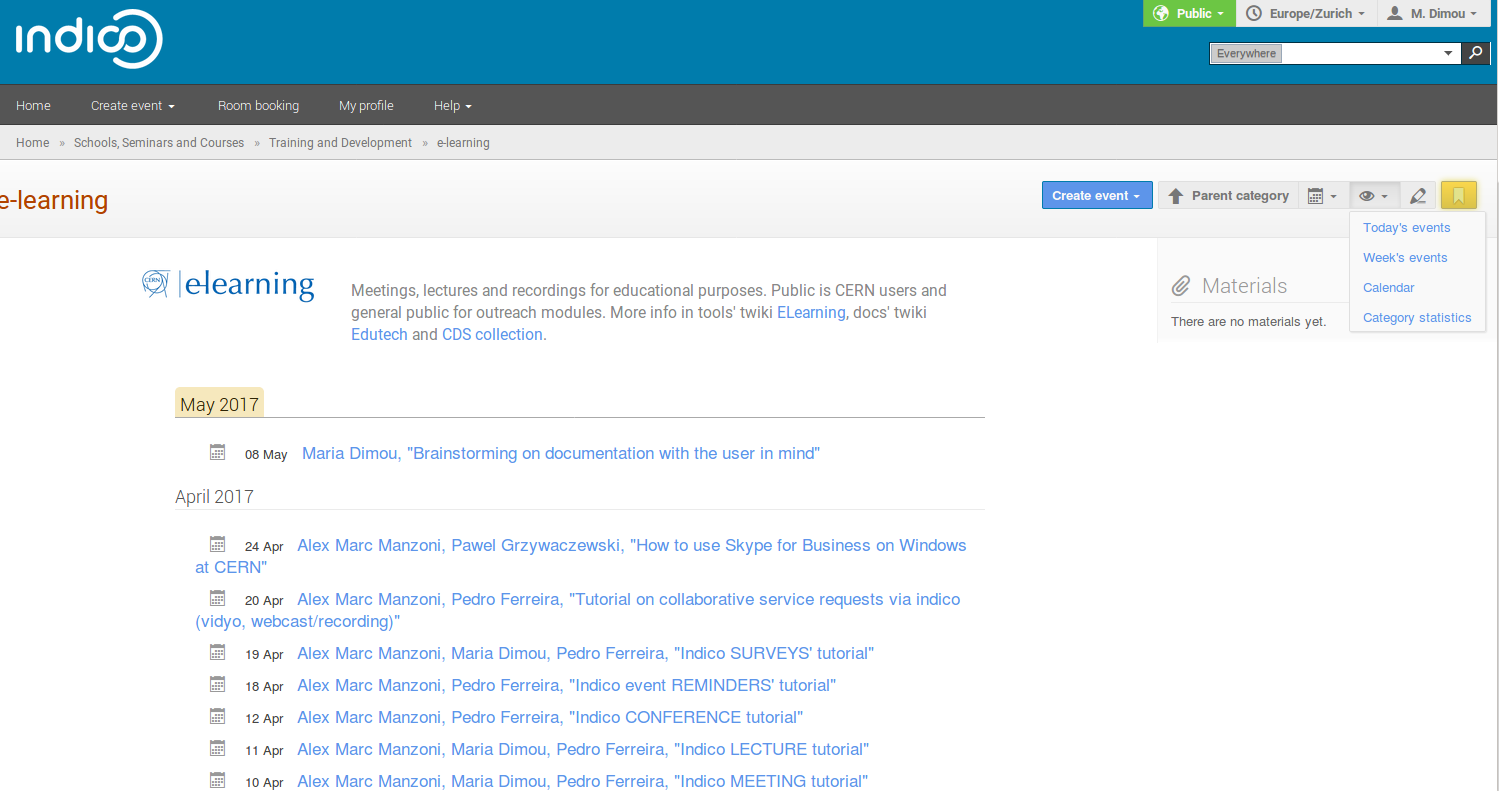 indico
Public
Europe/Zurich
M. Dimou
Everywhere
Home Create event Room booking My profile Help
Home » Schools, Seminars and Courses » Training and Development » e-learning
e-learning
Create event
Parent category
Today's events
Week's events
Calendar
Category statistics
CERN | elearning
Meetings, lectures and recordings for educational purposes. Public is CERN users and
general public for outreach modules. More info in tools' twiki ELearning, docs' twiki
Edutech and CDS collection.
Materials
There are no materials yet.
May 2017
08 May Maria Dimou, "Brainstorming on documentation with the user in mind"
April 2017
24 Apr Alex Marc Manzoni, Pawel Grzywaczewski, "How to use Skype for Business on Windows
at CERN"
20 Apr Alex Marc Manzoni, Pedro Ferreira, "Tutorial on collaborative service requests via indico
(vidyo, webcast/recording)"
19 Apr Alex Marc Manzoni, Maria Dimou, Pedro Ferreira, "Indico SURVEYS' tutorial"
18 Apr Alex Marc Manzoni, Pedro Ferreira, "Indico event REMINDERS' tutorial"
12 Apr Alex Marc Manzoni, Pedro Ferreira, "Indico CONFERENCE tutorial"
11 Apr Alex Marc Manzoni, Maria Dimou, Pedro Ferreira, "Indico LECTURE tutorial"
10 Apr Alex Marc Manzoni, Maria Dimou, Pedro Ferreira, "Indico MEETING tutorial"